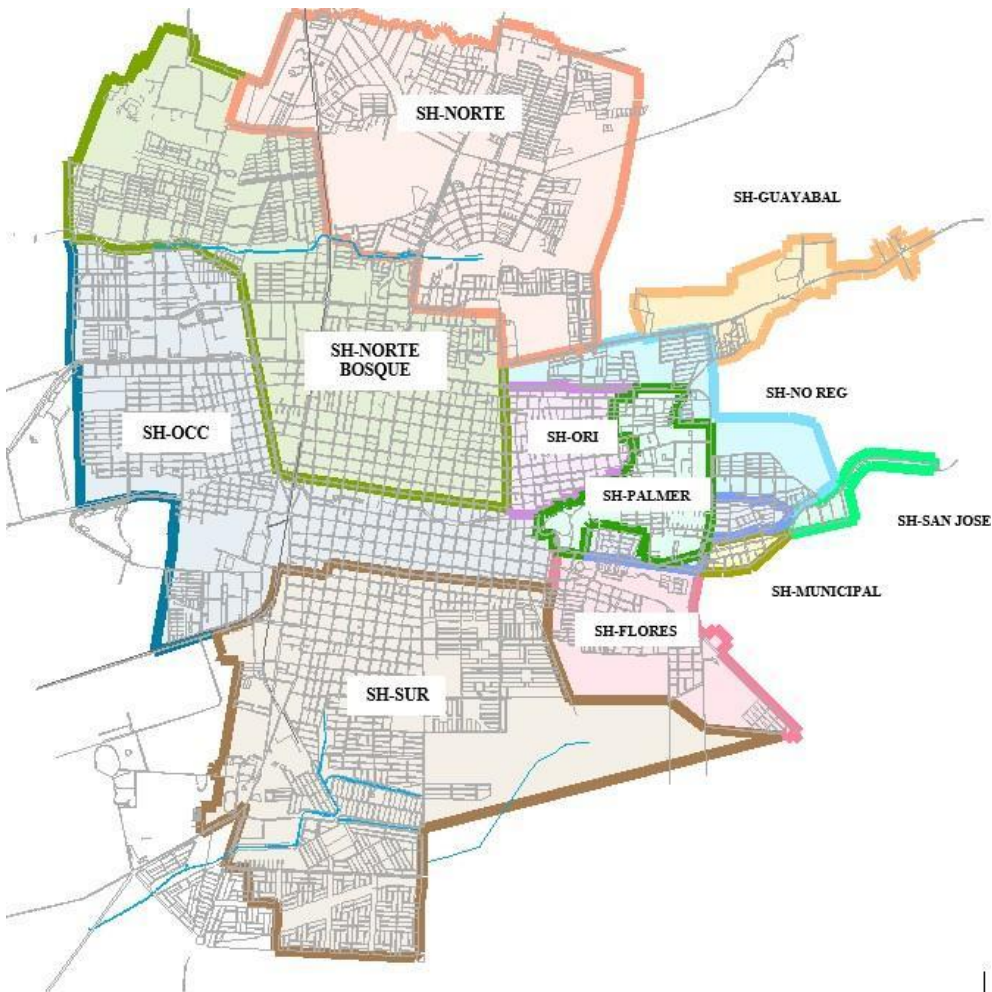 SH-NORTE
SH-GUAYABAL
SH-NORTE
BOSQUE
SH-NO REG
SH-OCC
SH-ORI
SH-PALMER
SH-SAN JOSE
SH-MUNICIPAL
SH-FLORES
SH-SUR